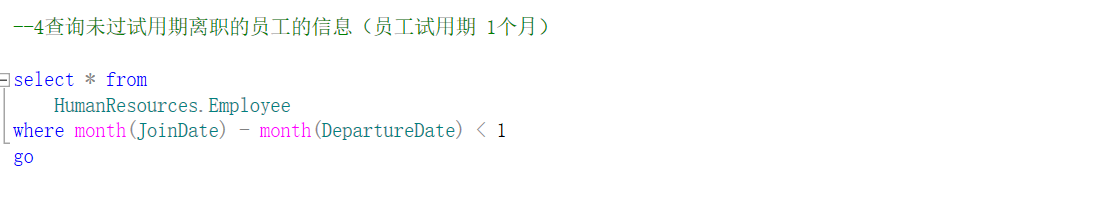 --4查询未过试用期离职的员工的信息（员工试用期 1个月）
select * from
HumanResources.Employee
where month(JoinDate) - month(DepartureDate) < 1
go